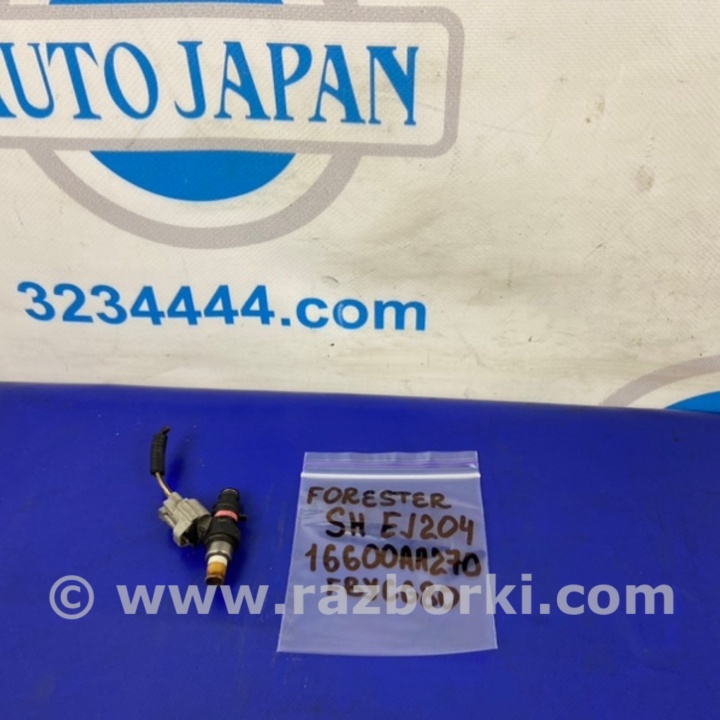 AUTO JAPAN
3234444.com
FORESTER
SH EJ204
16600AA270
© www.razborki.com